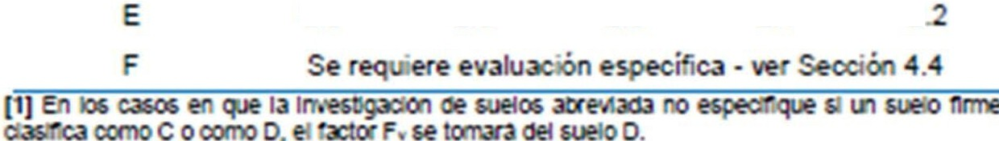 E .2
F Se requiere evaluación específica - ver Sección 4.4
[1] En los casos en que la investigación de suelos abreviada no especifique si un suelo firme
clasifica como C o como D, el factor Fv se tomará del suelo D.